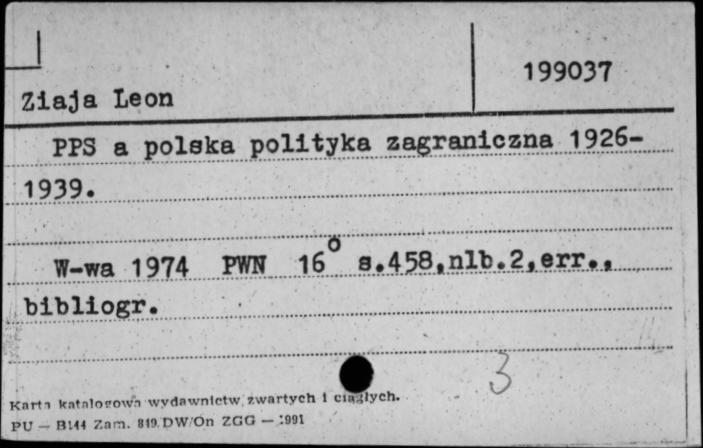 199037
Ziaja Leon
PPS a polska polityka zagraniczna 1926-
1939.
W-wa 1974 PWN 16° s.458,nlb.2,err.,
bibliogr.
3
Karta katalogowa wydawnictw zwartych i ciągłych.
PU — B144 Zam. 819 DW/On ZGG — 1991